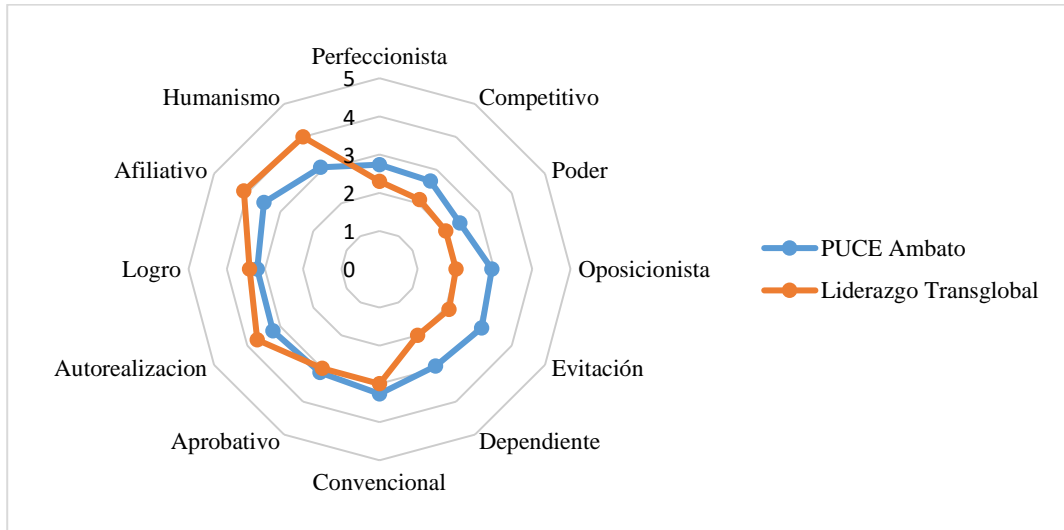 Perfeccionista
Competitivo
Poder
Oposicionista
Evitación
Dependiente
Convencional
Aprobativo
Autorealizacion
Logro
Afiliativo
Humanismo
5
4
3
2
1
0
PUCE Ambato
Liderazgo Transglobal